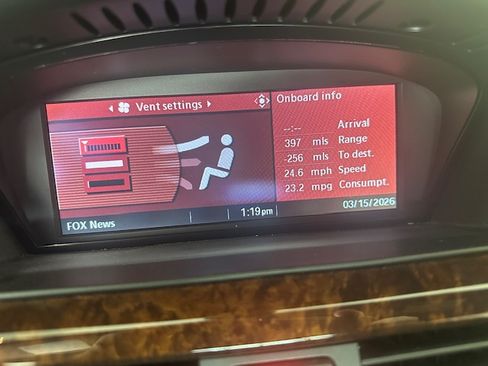 Vent settings
Onboard info
--:-- Arrival
397 mls Range
-256 mls To dest.
24.6 mph Speed
23.2 mpg Consumpt.
FOX News
1:19pm
03/15/2026